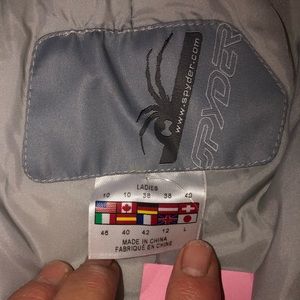 www.spyder.com
SPYDER
LADIES
10 10 38 38 40
46 40 42 12 L
MADE IN CHINA
FABRIQUÉ EN CHINE